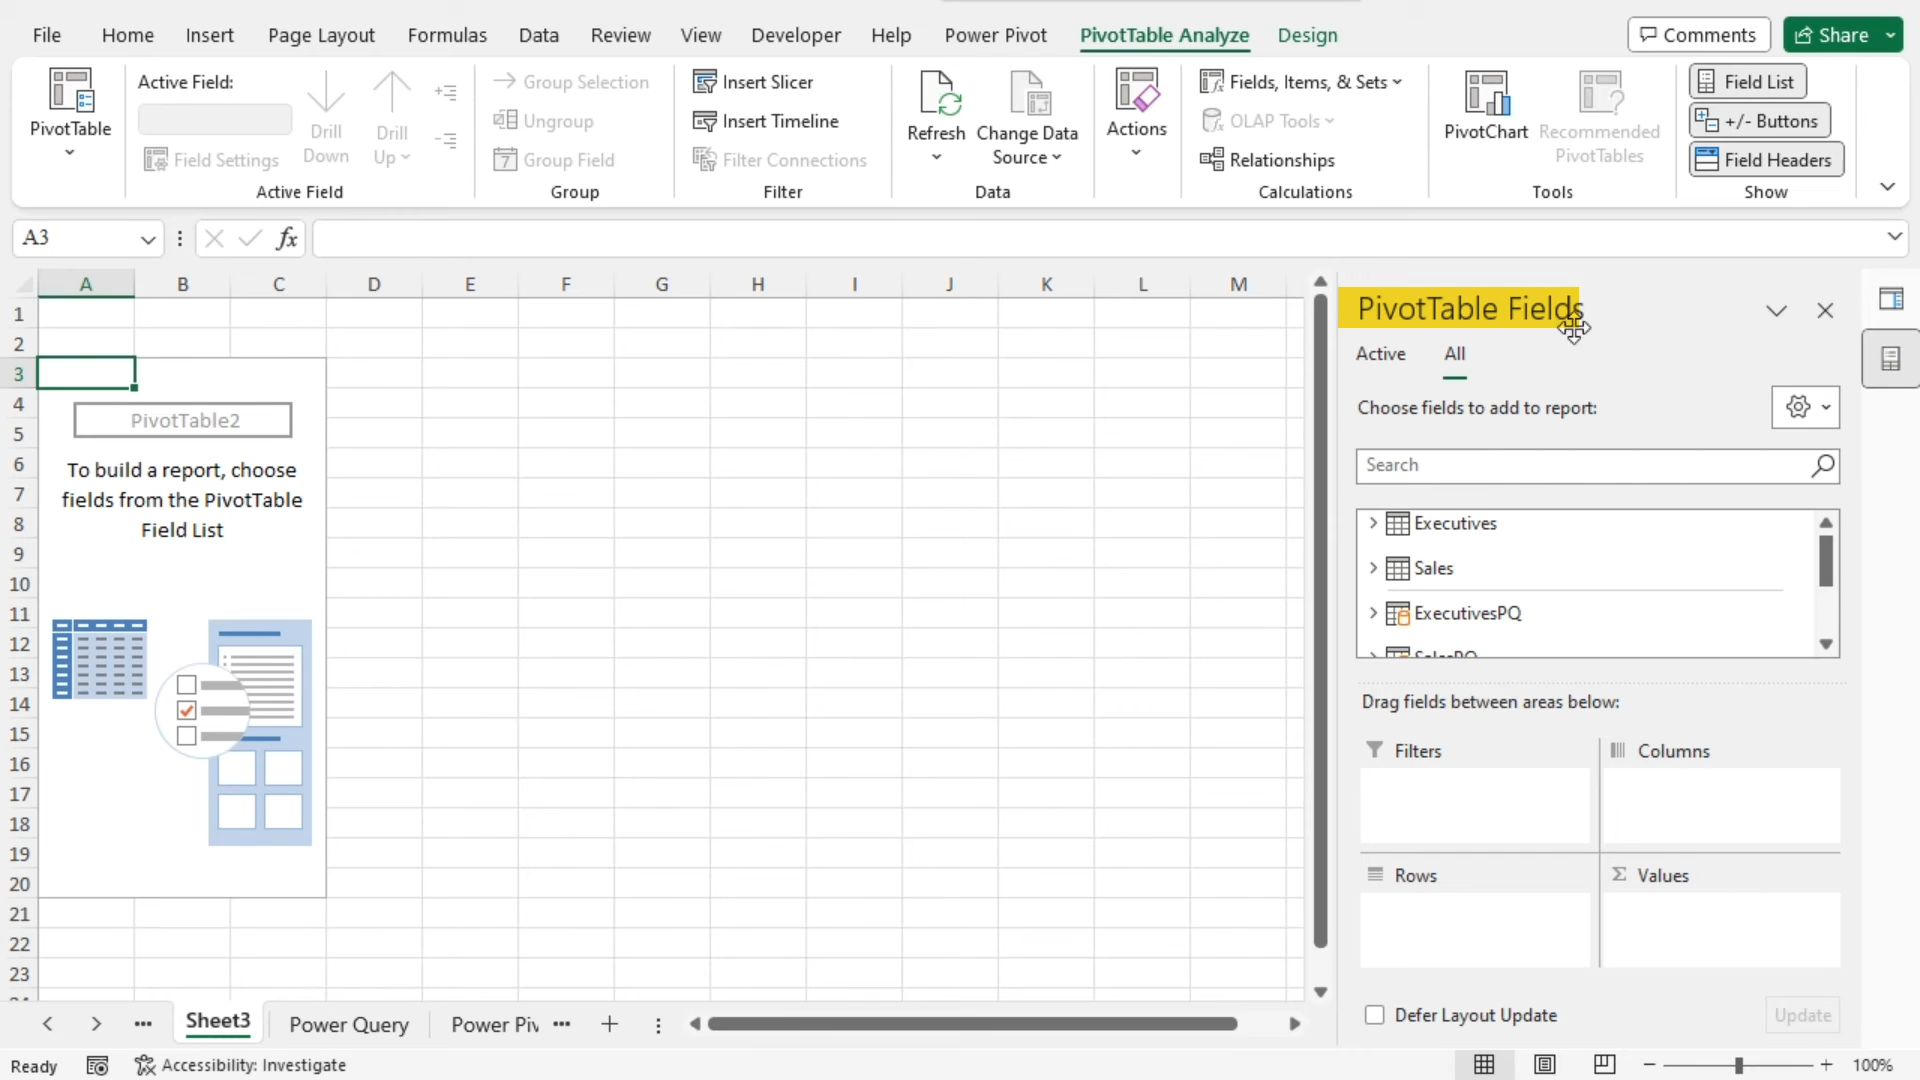 File Home Insert Page Layout Formulas Data Review View Developer Help Power Pivot PivotTable Analyze Design Comments Share
PivotTable
Active Field:
Field Settings
Drill Down
Drill Up
Active Field
Group Selection
Ungroup
7 Group Field
Group
Insert Slicer
Insert Timeline
Filter Connections
Filter
Refresh
Change Data Source
Data
Actions
Fields, Items, & Sets
OLAP Tools
Relationships
Calculations
PivotChart
Recommended PivotTables
Tools
Field List
+/- Buttons
Field Headers
Show
A3
fx
A B C D E F G H I J K L M
1
2
3
4
5
6
7
8
9
10
11
12
13
14
15
16
17
18
19
20
21
22
23
PivotTable2
To build a report, choose
fields from the PivotTable
Field List
PivotTable Fields
Active All
Choose fields to add to report:
Search
Executives
Sales
ExecutivesPQ
SalesPQ
Drag fields between areas below:
Filters
Columns
Rows
Σ Values
Defer Layout Update
Update
Sheet3 Power Query Power Piv
Ready
Accessibility: Investigate
100%